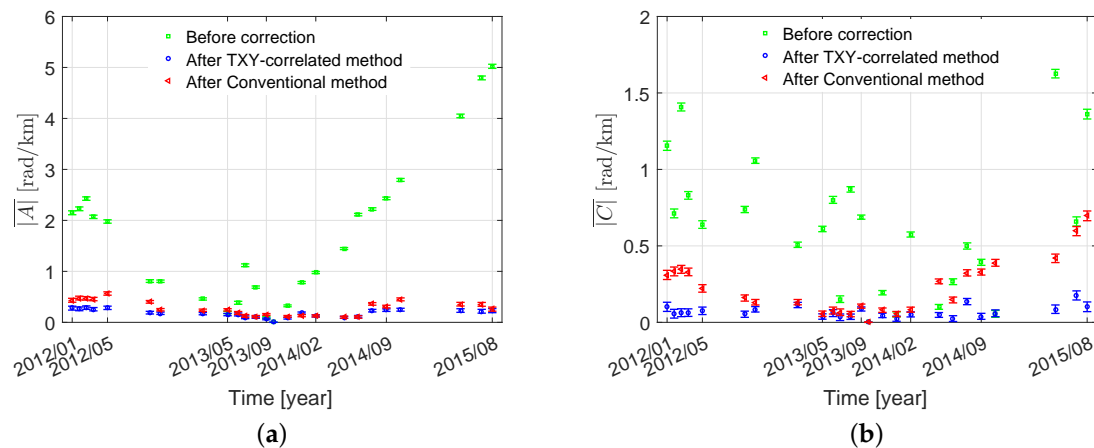 6
5
4
3
2
1
0
|A| [rad/km]
Before correction
After TXY-correlated method
After Conventional method
2012/01
2012/05
2013/05
2013/09
2014/02
2014/09
2015/08
Time [year]
(a)
2
1.5
1
0.5
0
|C| [rad/km]
Before correction
After TXY-correlated method
After Conventional method
2012/01
2012/05
2013/05
2013/09
2014/02
2014/09
2015/08
Time [year]
(b)